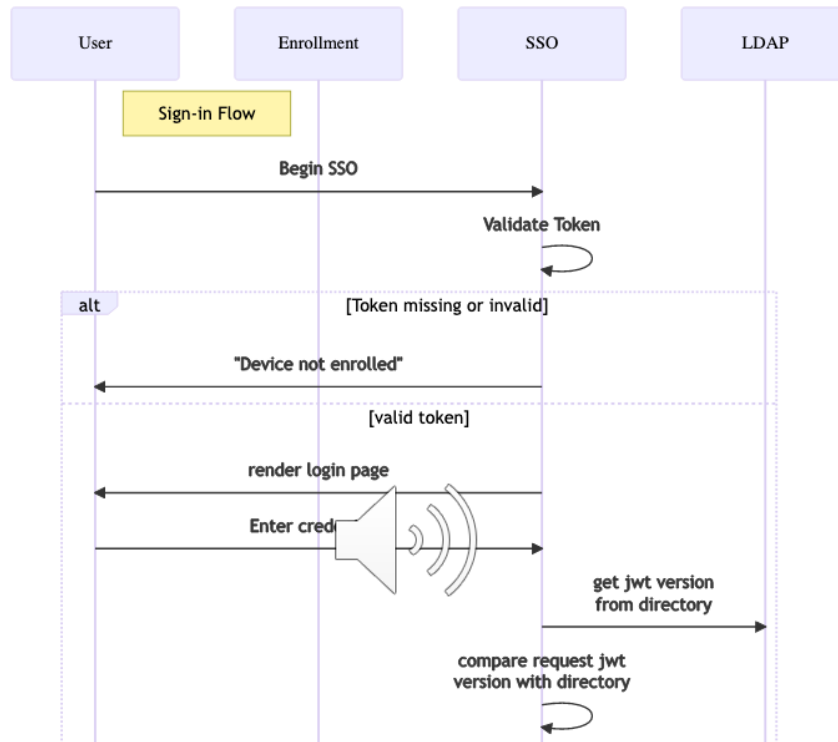 User
Enrollment
SSO
LDAP
Sign-in Flow
Begin SSO
Validate Token
alt
[Token missing or invalid]
"Device not enrolled"
[valid token]
render login page
Enter
get jwt version
from directory
compare request jwt
version with directory